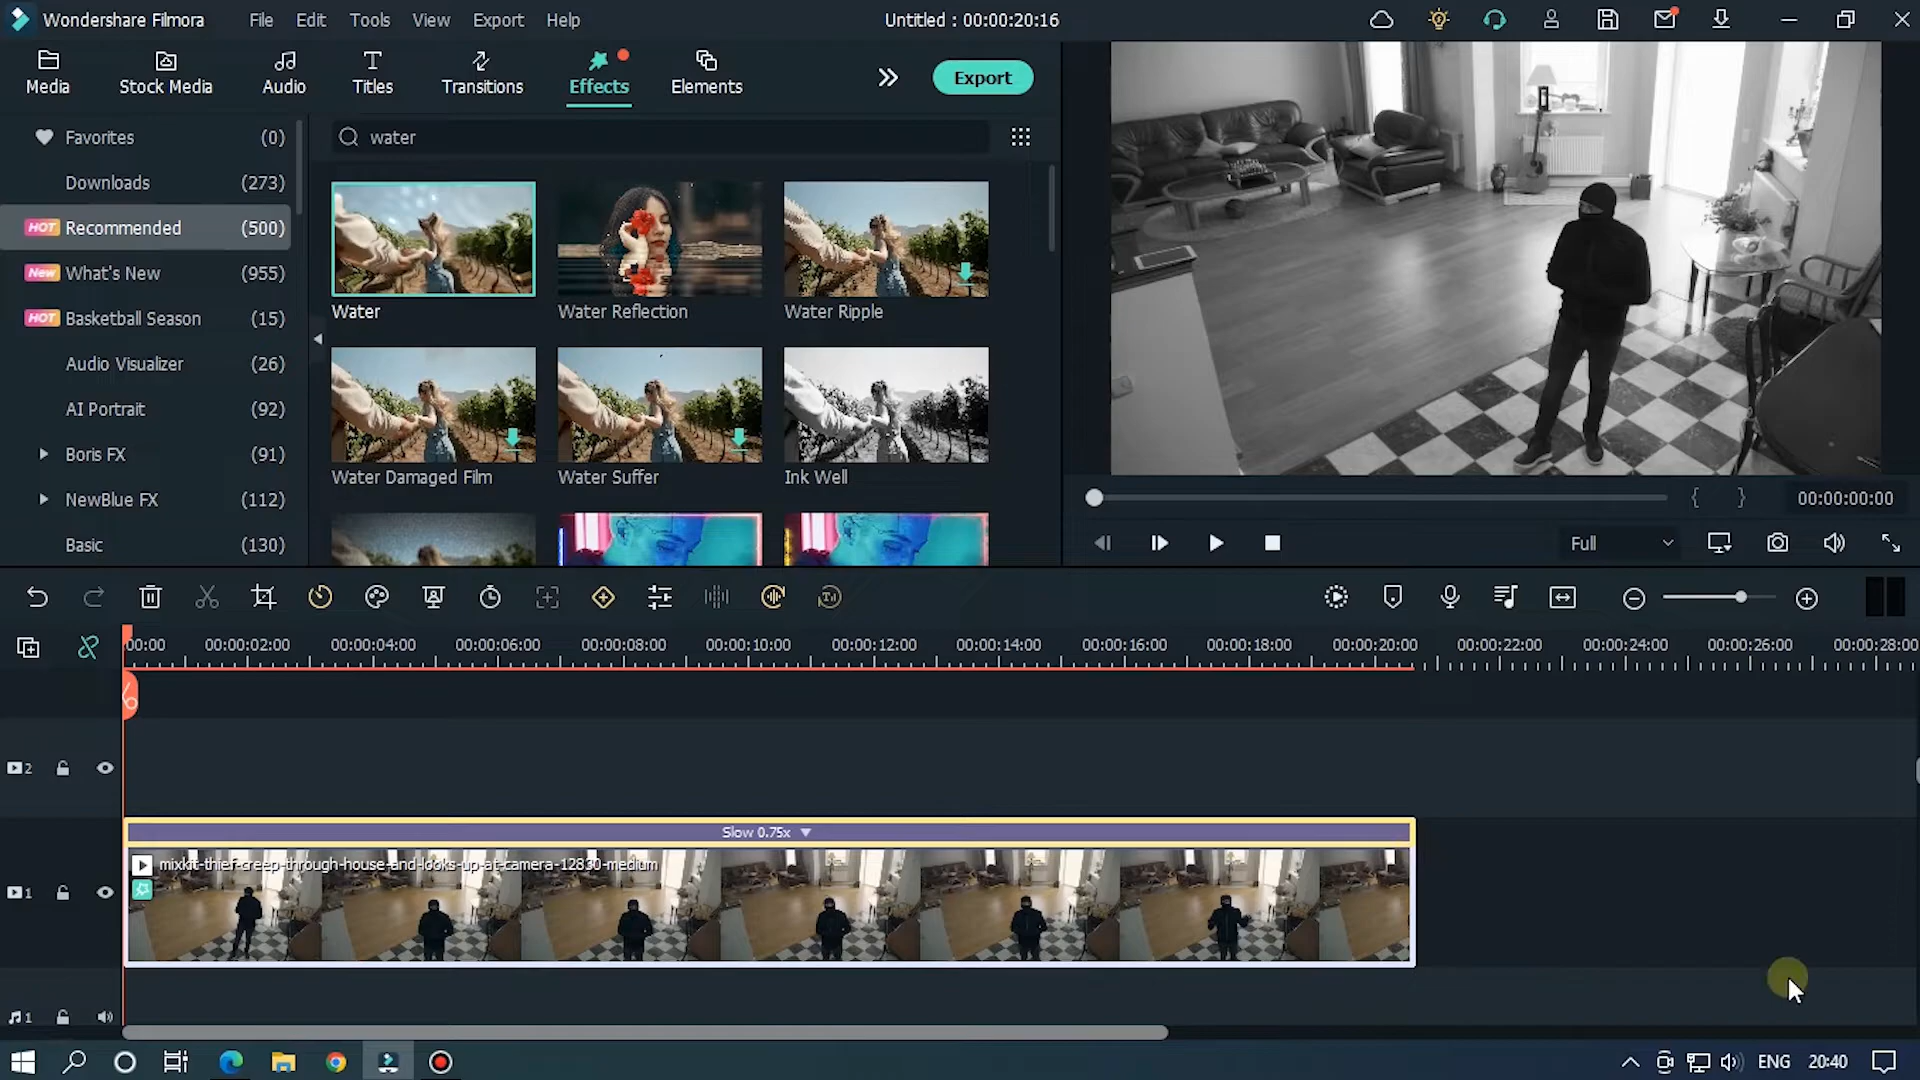 Wondershare Filmora
File
Edit
Tools
View
Export
Help
Untitled : 00:00:20:16
Media
Stock Media
Audio
Titles
Transitions
Effects
Elements
Export
Favorites (0)
Downloads (273)
HOT Recommended (500)
New What's New (955)
HOT Basketball Season (15)
Audio Visualizer (26)
AI Portrait (92)
Boris FX (91)
NewBlue FX (112)
Basic (130)
water
Water
Water Reflection
Water Ripple
Water Damaged Film
Water Suffer
Ink Well
{ }
00:00:00:00
Full
00:00
00:00:02:00
00:00:04:00
00:00:06:00
00:00:08:00
00:00:10:00
00:00:12:00
00:00:14:00
00:00:16:00
00:00:18:00
00:00:20:00
00:00:22:00
00:00:24:00
00:00:26:00
00:00:28:00
2
Slow 0.75x
mixkit-thief-creep-through-house-and-looks-up-at-camera-12830-medium
1
1
ENG
20:40